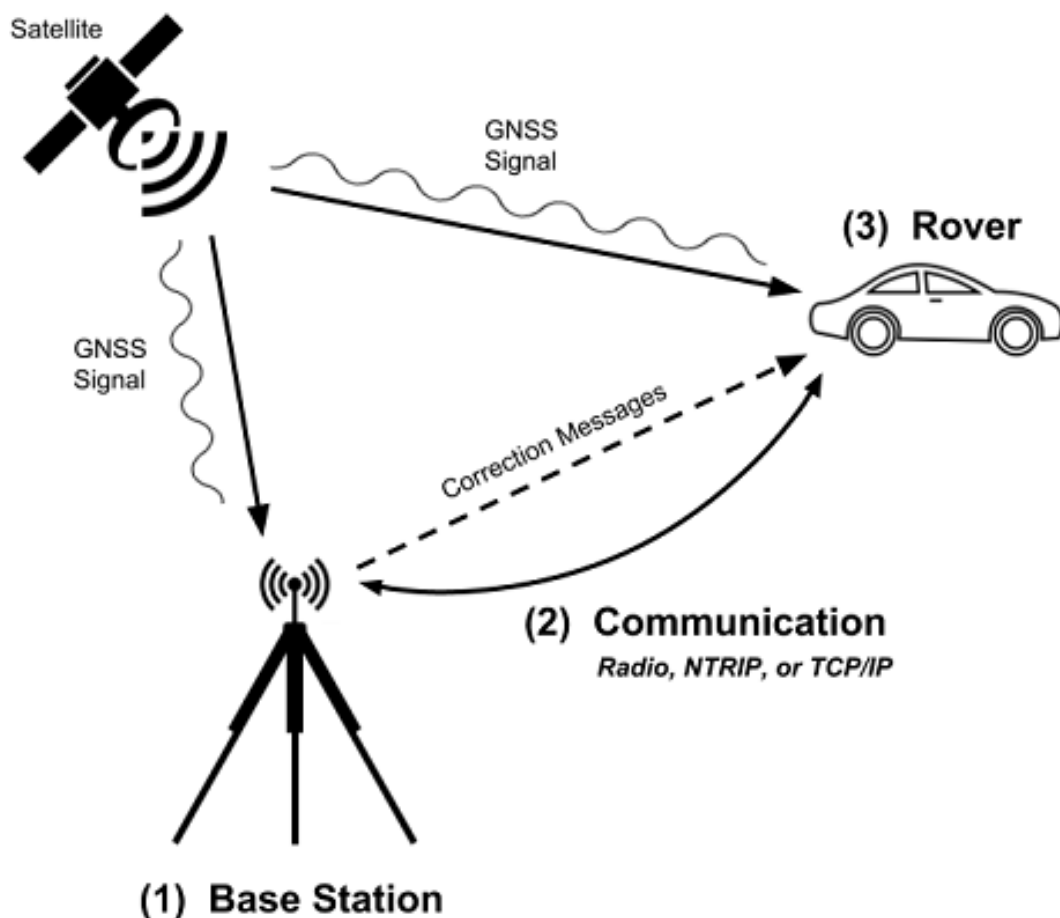 Satellite
GNSS
Signal
(3) Rover
GNSS
Signal
Correction Messages
(2) Communication
Radio, NTRIP, or TCP/IP
(1) Base Station